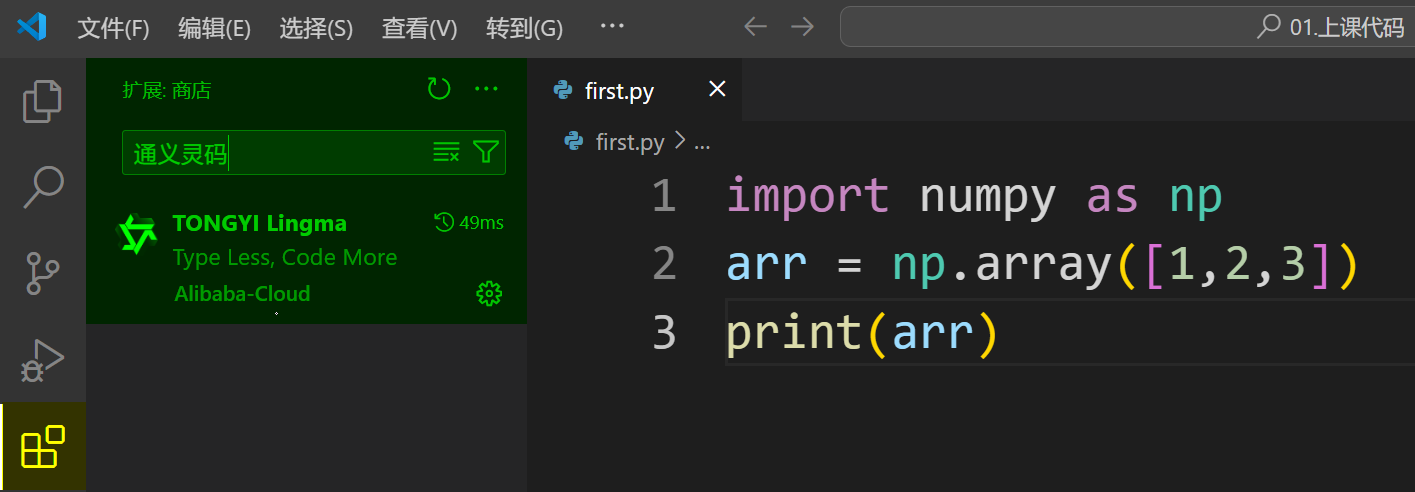 文件(F) 编辑(E) 选择(S) 查看(V) 转到(G) ··· 01.上课代码
扩展: 商店 ···
通义灵码
TONGYI Lingma 49ms
Type Less, Code More
Alibaba-Cloud
first.py
first.py > ...
1 import numpy as np
2 arr = np.array([1,2,3])
3 print(arr)